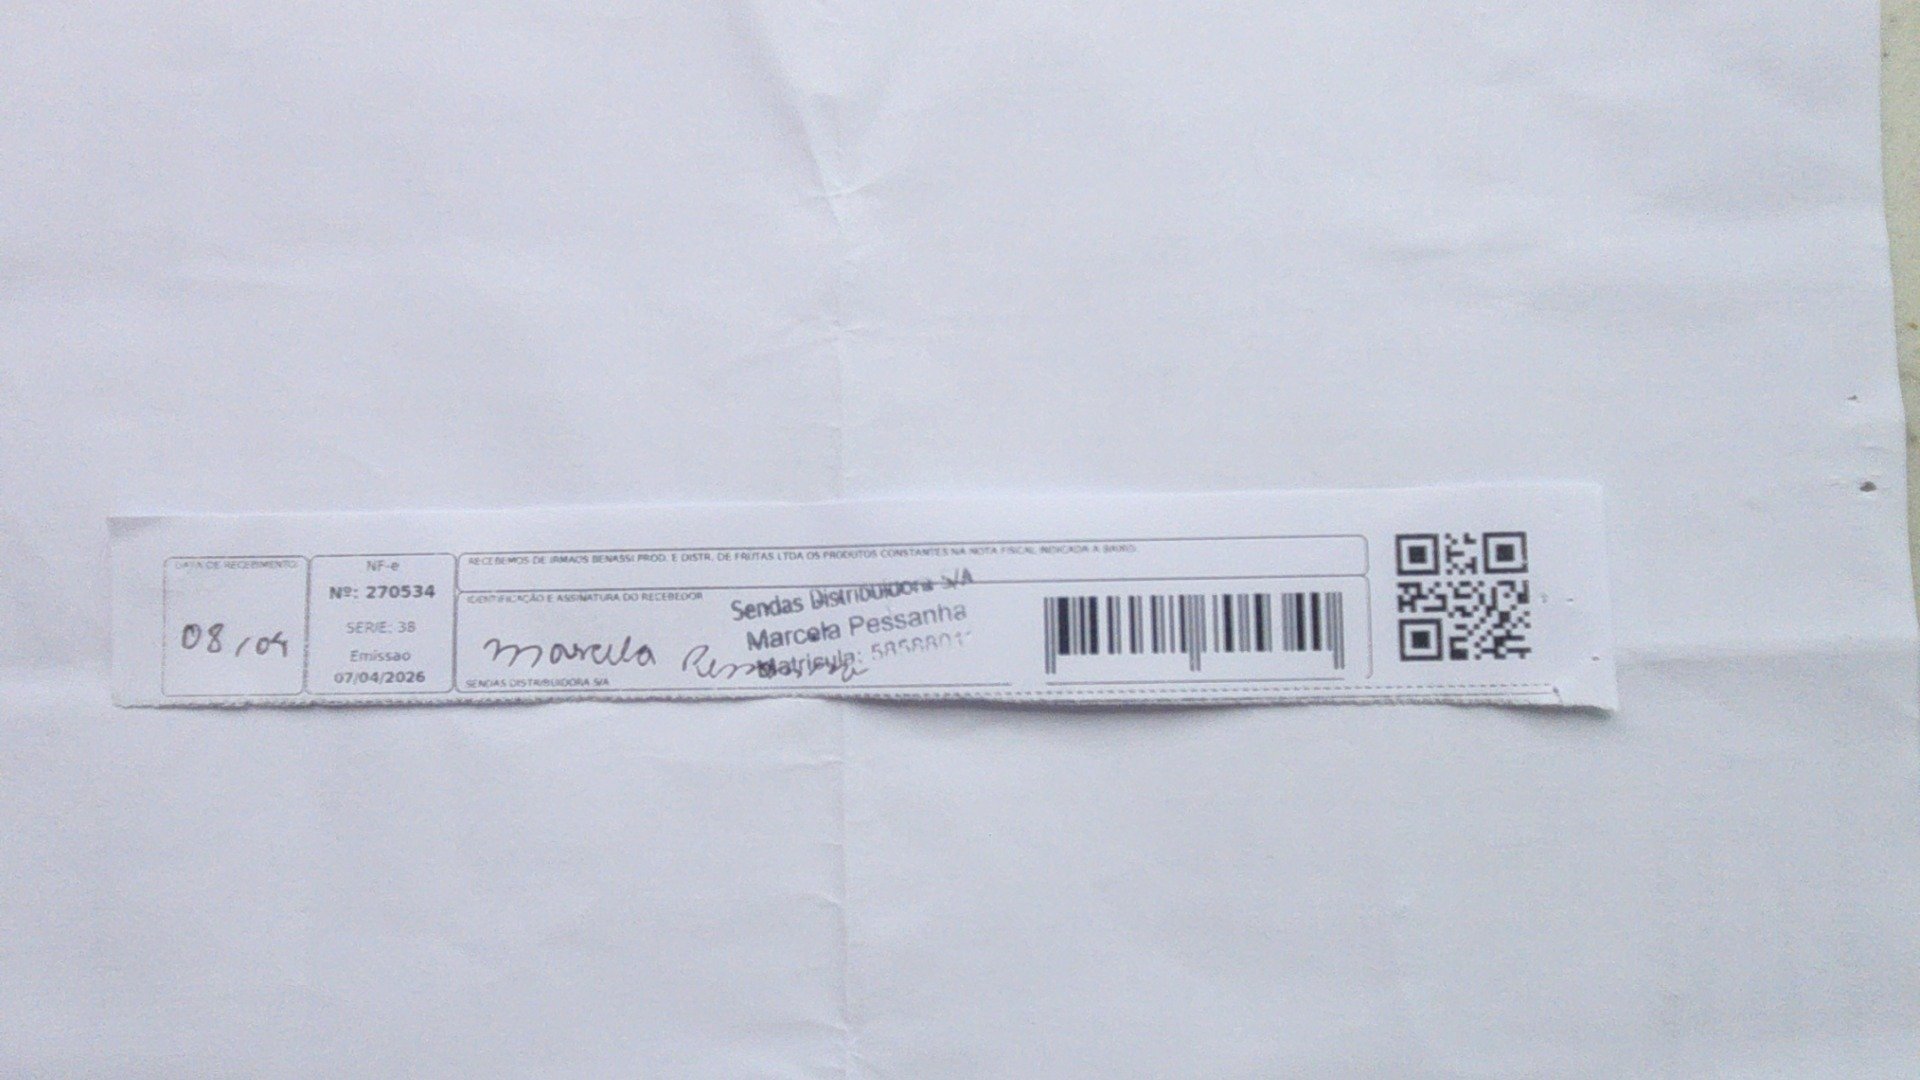 DATA DE RECEBIMENTO
08/04
NF-e
Nº: 270534
SERIE: 38
Emissao
07/04/2026
RECEBEMOS DE IRMAOS BENASSI PROD. E DISTR. DE FRUTAS LTDA OS PRODUTOS CONSTANTES NA NOTA FISCAL INDICADA A BAIXO
IDENTIFICAÇÃO E ASSINATURA DO RECEBEDOR
Marcela Pessanha
Sendas Distribuidora S/A
Marcela Pessanha
Matricula:
SENDAS DISTRIBUIDORA S/A